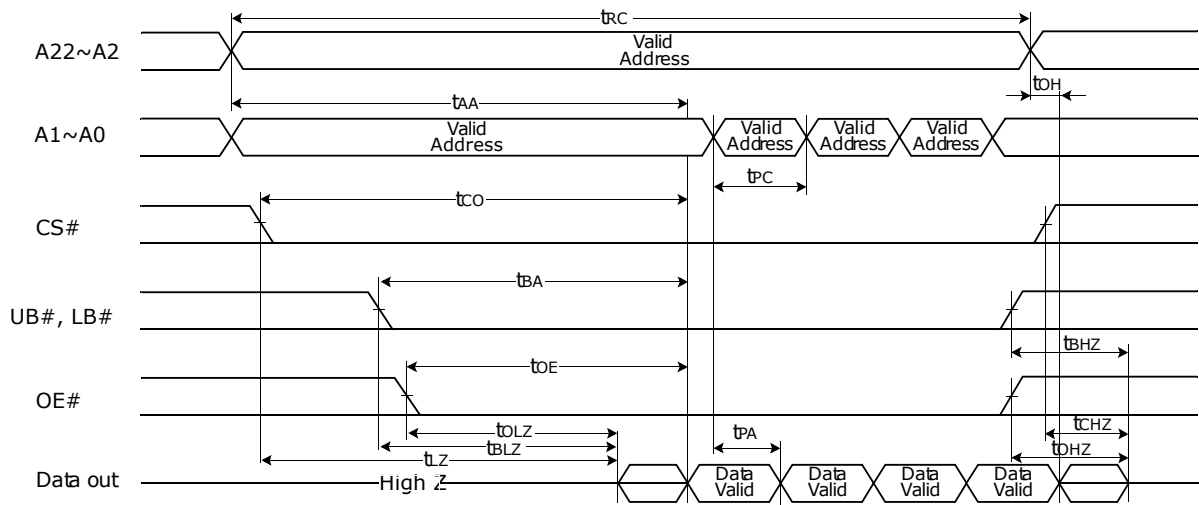 tRC
A22~A2
Valid
Address
tOH
tAA
A1~A0
Valid
Address
Valid
Address
Valid
Address
Valid
Address
tPC
tCO
CS#
tBA
UB#, LB#
tBHZ
tOE
OE#
tCHZ
tOLZ
tPA
tOHZ
tBLZ
tLZ
Data out
High Z
Data
Valid
Data
Valid
Data
Valid
Data
Valid